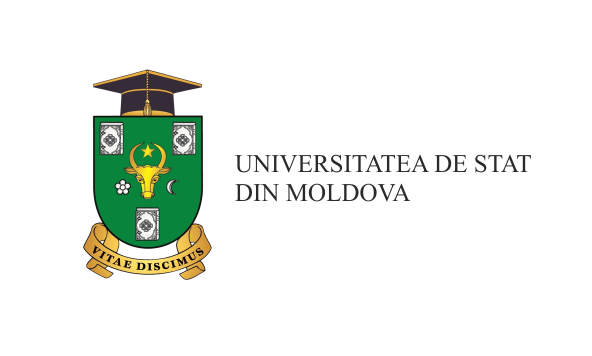 UNIVERSITATEA DE STAT
DIN MOLDOVA
VITAE DISCIMUS